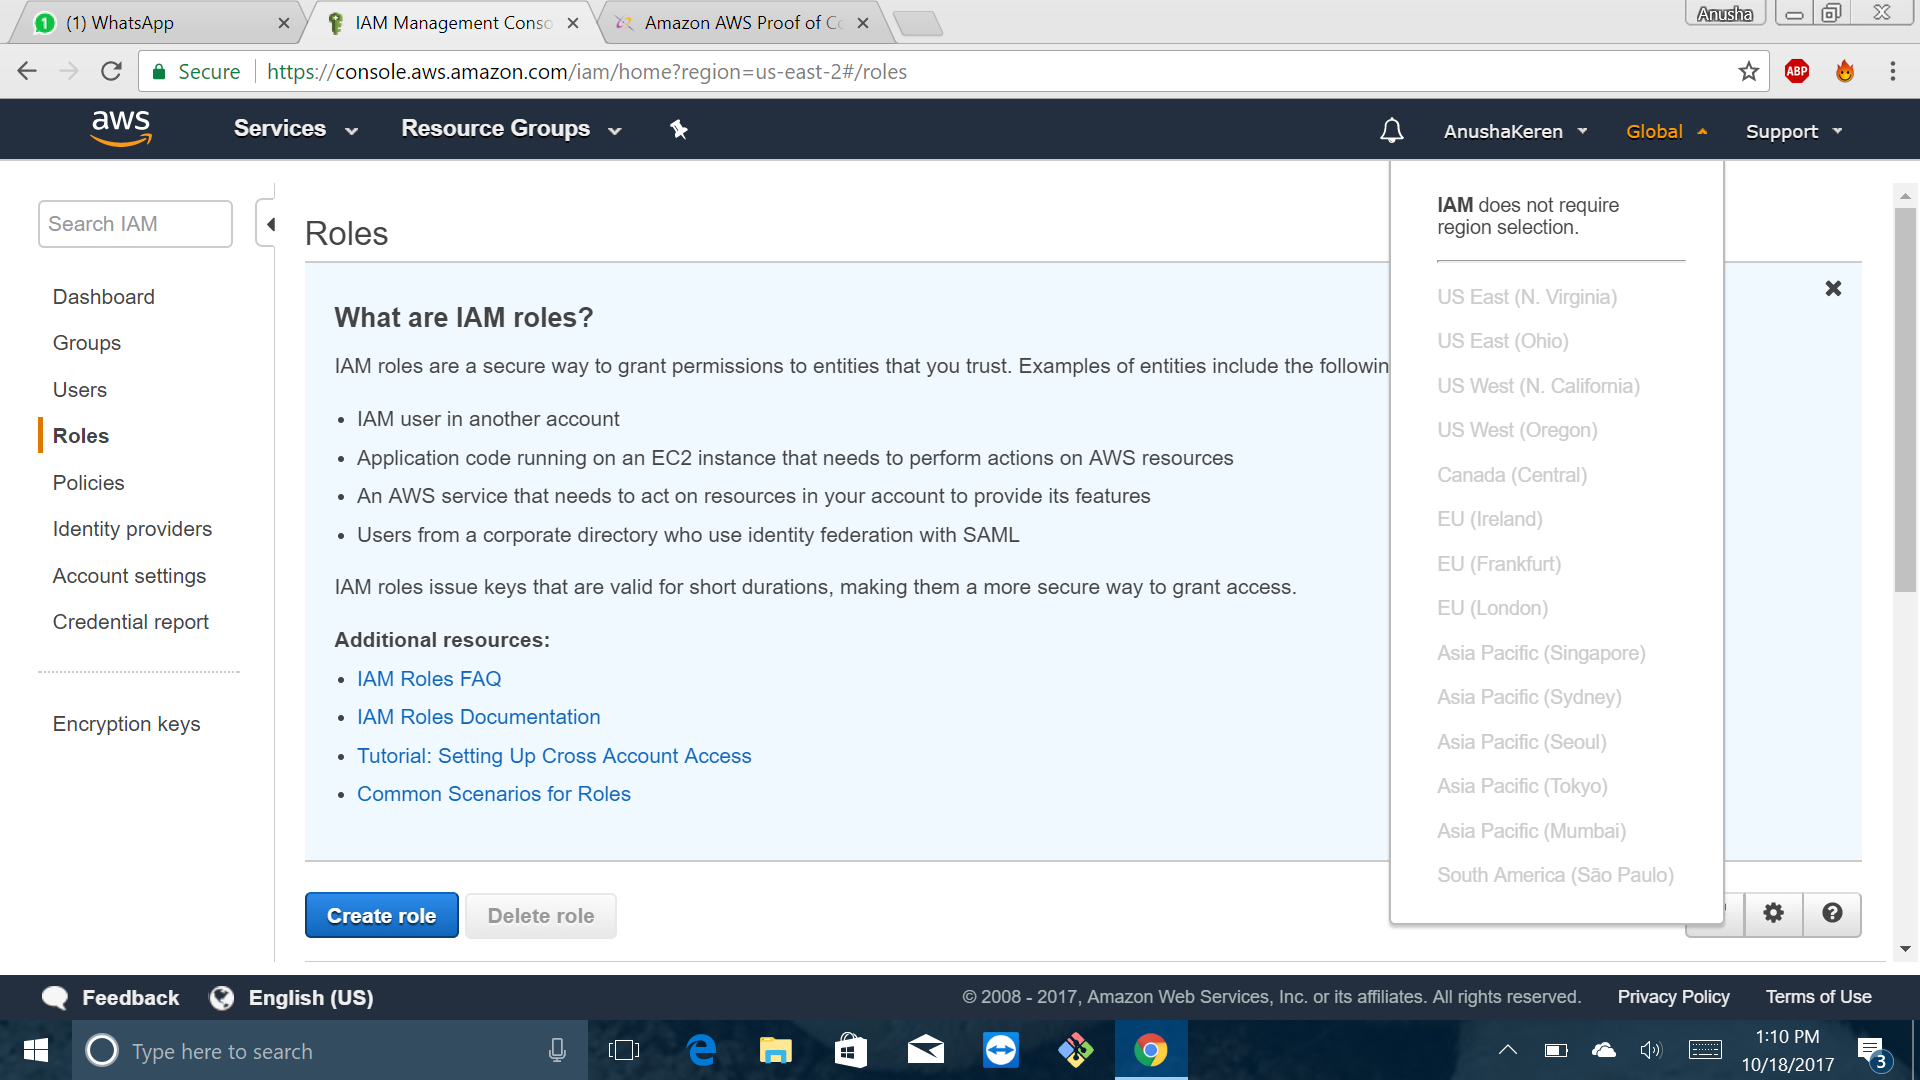 (1) WhatsApp
IAM Management Conso
Amazon AWS Proof of Co
Anusha
Secure
https://console.aws.amazon.com/iam/home?region=us-east-2#/roles
ABP
aws
Services
Resource Groups
AnushaKeren
Global
Support
Search IAM
Dashboard
Groups
Users
Roles
Policies
Identity providers
Account settings
Credential report
Encryption keys
Roles
What are IAM roles?
IAM roles are a secure way to grant permissions to entities that you trust. Examples of entities include the followin
• IAM user in another account
• Application code running on an EC2 instance that needs to perform actions on AWS resources
• An AWS service that needs to act on resources in your account to provide its features
• Users from a corporate directory who use identity federation with SAML
IAM roles issue keys that are valid for short durations, making them a more secure way to grant access.
Additional resources:
• IAM Roles FAQ
• IAM Roles Documentation
• Tutorial: Setting Up Cross Account Access
• Common Scenarios for Roles
Create role
Delete role
IAM does not require
region selection.
US East (N. Virginia)
US East (Ohio)
US West (N. California)
US West (Oregon)
Canada (Central)
EU (Ireland)
EU (Frankfurt)
EU (London)
Asia Pacific (Singapore)
Asia Pacific (Sydney)
Asia Pacific (Seoul)
Asia Pacific (Tokyo)
Asia Pacific (Mumbai)
South America (São Paulo)
Feedback
English (US)
© 2008 - 2017, Amazon Web Services, Inc. or its affiliates. All rights reserved.
Privacy Policy
Terms of Use
Type here to search
1:10 PM
10/18/2017
3